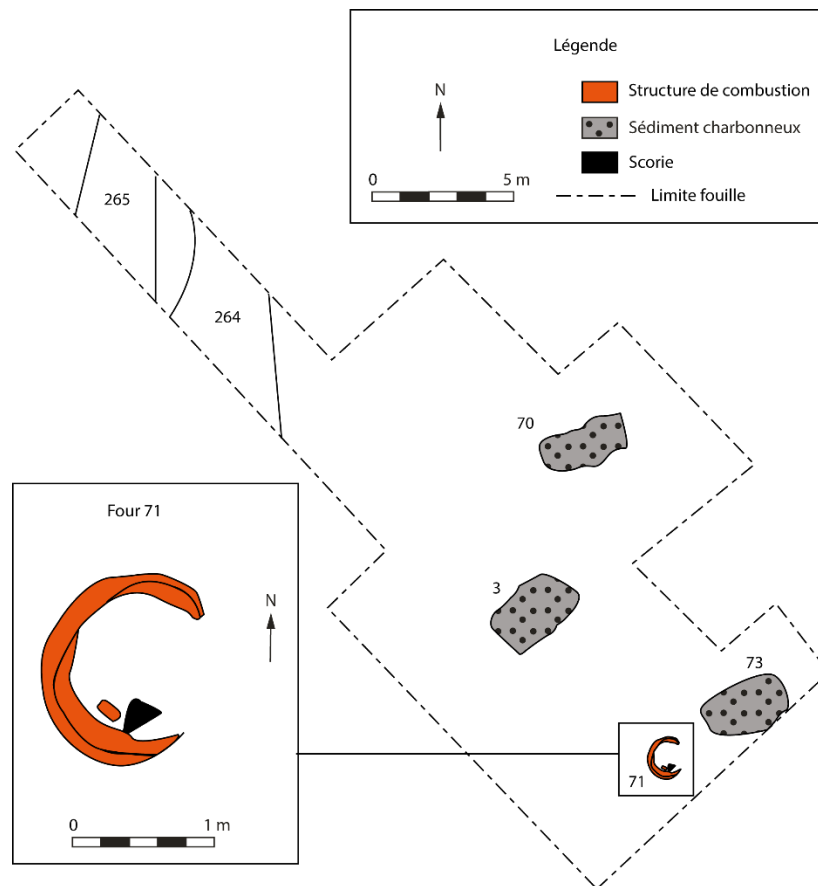 Légende
N
Structure de combustion
Sédiment charbonneux
0 5 m
Scorie
Limite fouille
265
264
70
Four 71
3
N
73
71
0 1 m